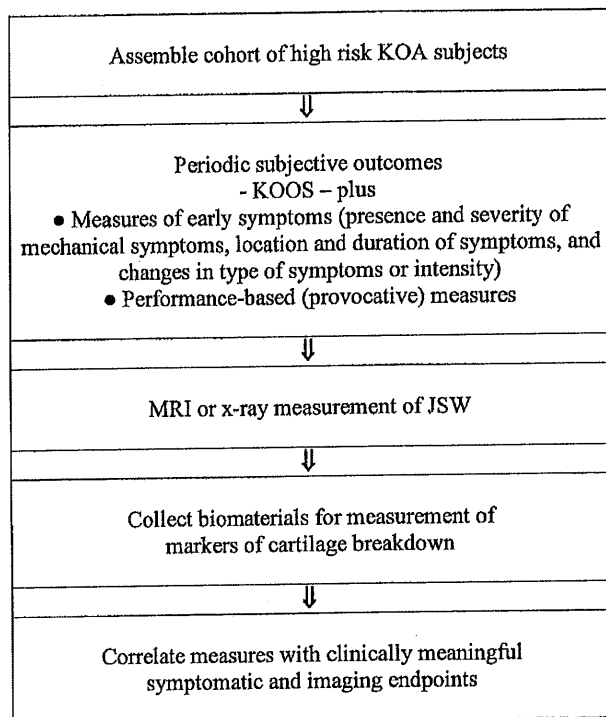 Assemble cohort of high risk KOA subjects
⇓
Periodic subjective outcomes
- KOOS – plus
● Measures of early symptoms (presence and severity of
mechanical symptoms, location and duration of symptoms, and
changes in type of symptoms or intensity)
● Performance-based (provocative) measures
⇓
MRI or x-ray measurement of JSW
⇓
Collect biomaterials for measurement of
markers of cartilage breakdown
⇓
Correlate measures with clinically meaningful
symptomatic and imaging endpoints